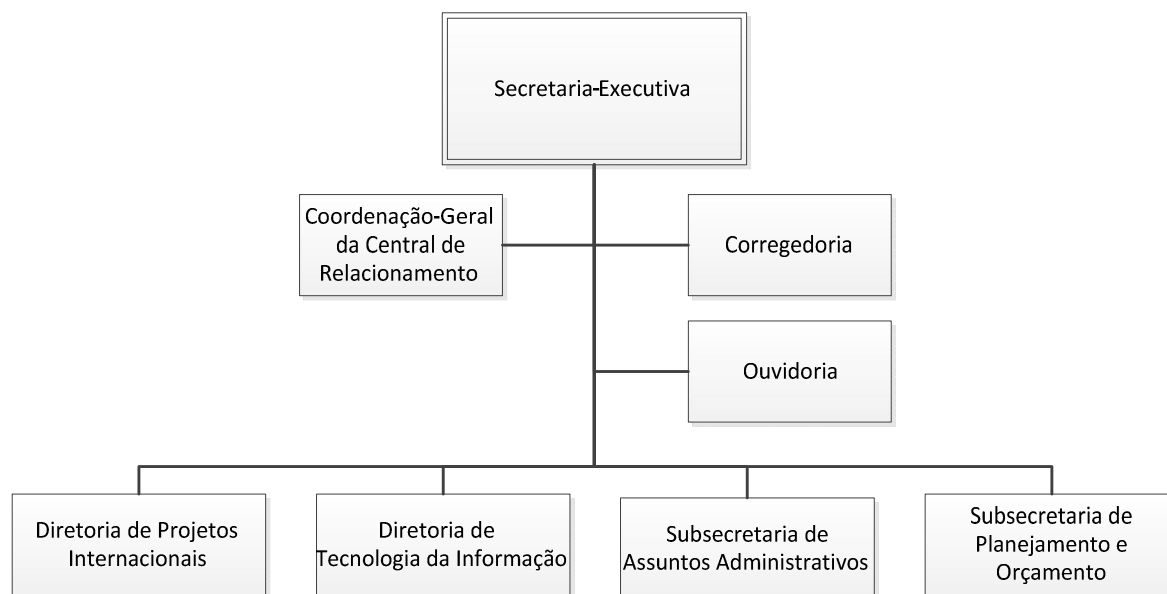 Secretaria-Executiva
Coordenação-Geral
da Central de
Relacionamento
Corregedoria
Ouvidoria
Diretoria de Projetos
Internacionais
Diretoria de
Tecnologia da Informação
Subsecretaria de
Assuntos Administrativos
Subsecretaria de
Planejamento e
Orçamento